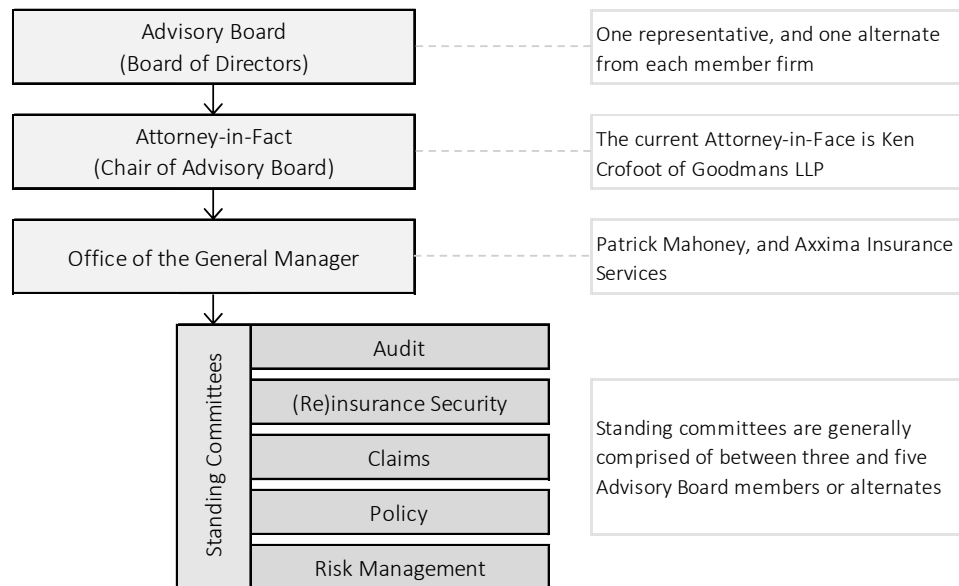 Advisory Board
(Board of Directors)
One representative, and one alternate
from each member firm
Attorney-in-Fact
(Chair of Advisory Board)
The current Attorney-in-Face is Ken
Crofoot of Goodmans LLP
Office of the General Manager
Patrick Mahoney, and Axxima Insurance
Services
Standing Committees
Audit
(Re)insurance Security
Claims
Policy
Risk Management
Standing committees are generally
comprised of between three and five
Advisory Board members or alternates